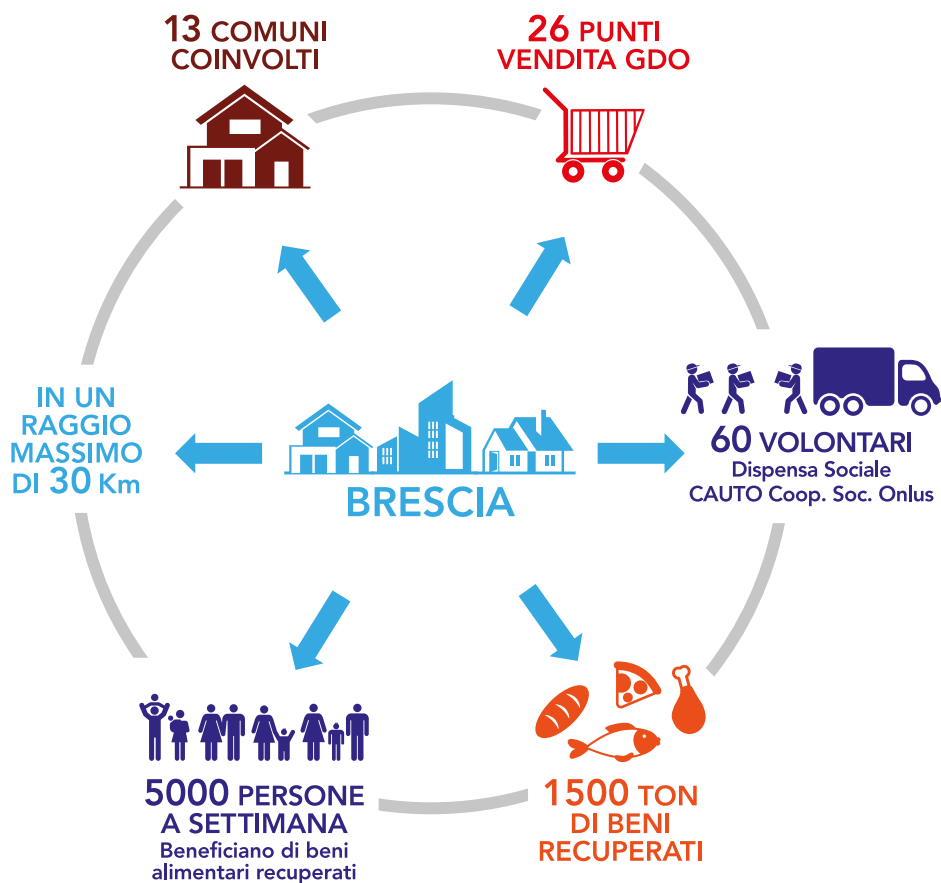 13 COMUNI
COINVOLTI
26 PUNTI
VENDITA GDO
IN UN
RAGGIO
MASSIMO
DI 30 Km
BRESCIA
60 VOLONTARI
Dispensa Sociale
CAUTO Coop. Soc. Onlus
5000 PERSONE
A SETTIMANA
Beneficiano di beni
alimentari recuperati
1500 TON
DI BENI
RECUPERATI